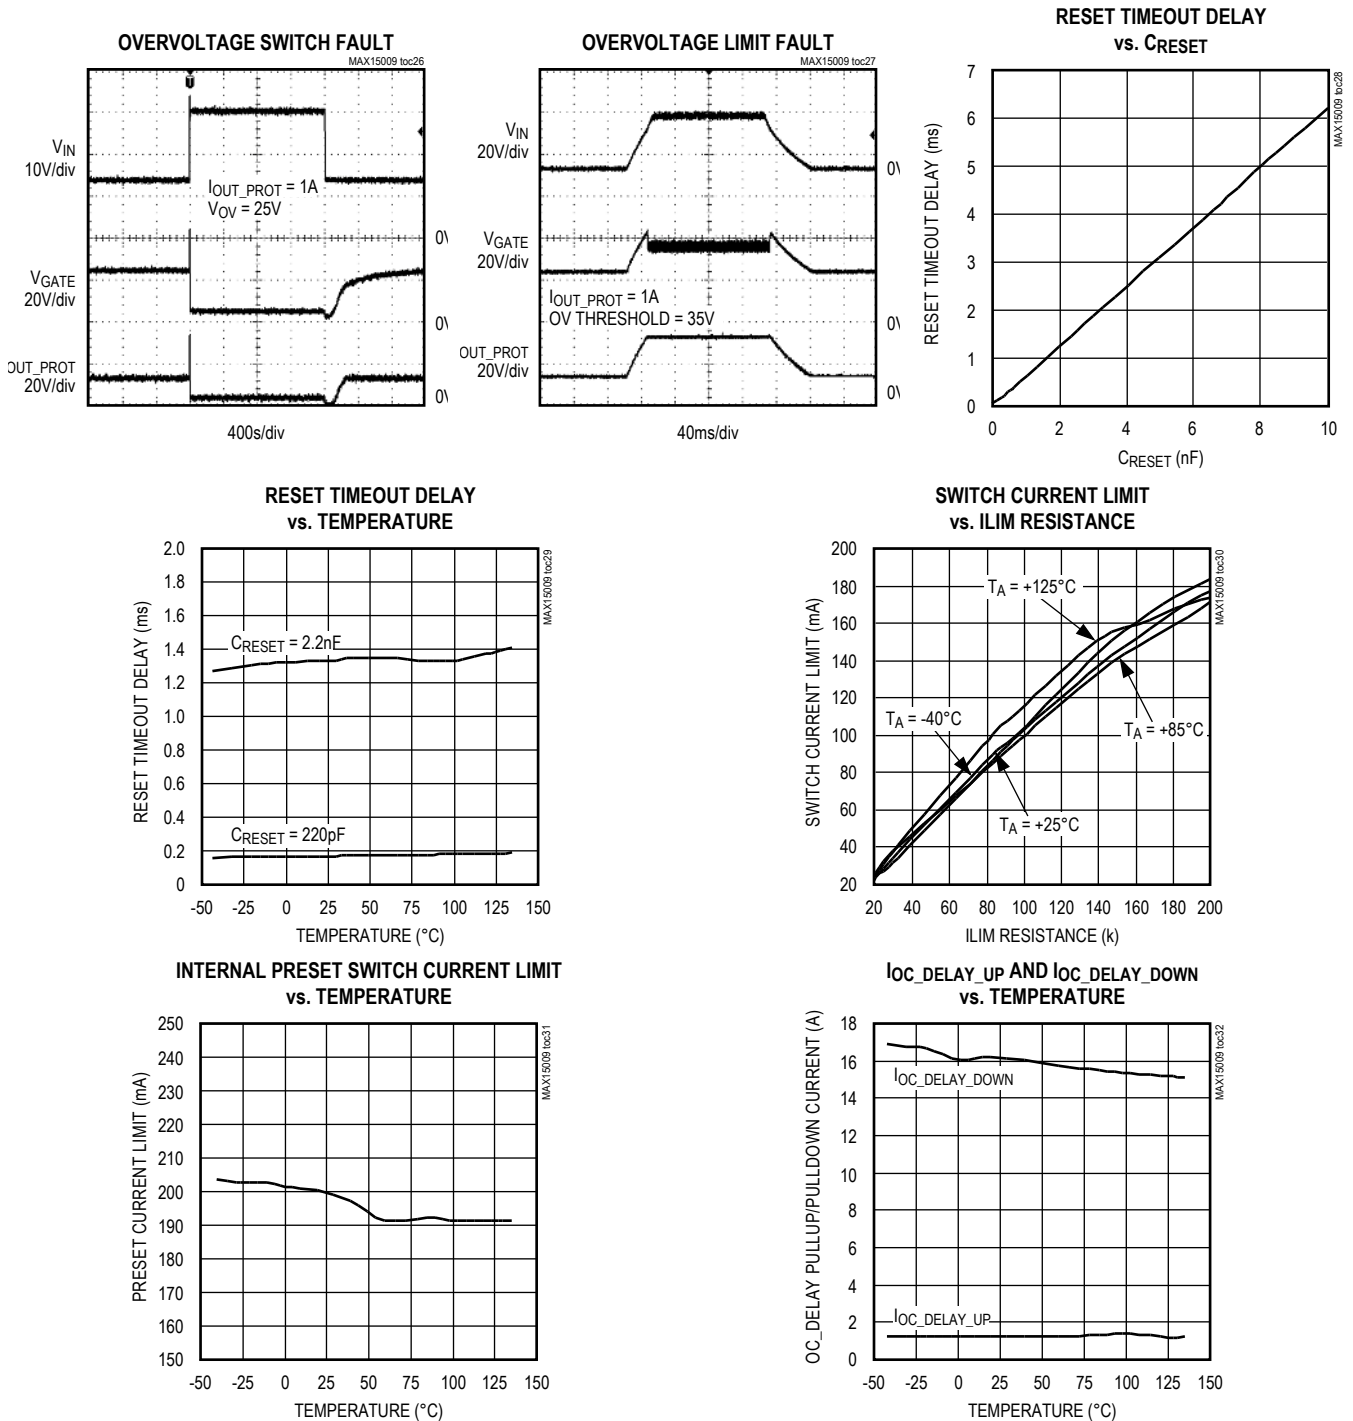 OVERVOLTAGE SWITCH FAULT
MAX15009 toc26
VIN
10V/div
IOUT_PROT = 1A
VOV = 25V
0V
VGATE
20V/div
0V
OUT_PROT
20V/div
0V
400s/div
OVERVOLTAGE LIMIT FAULT
MAX15009 toc27
VIN
20V/div
0V
VGATE
20V/div
IOUT_PROT = 1A
OV THRESHOLD = 35V
0V
OUT_PROT
20V/div
0V
40ms/div
RESET TIMEOUT DELAY
vs. CRESET
MAX15009 toc28
RESET TIMEOUT DELAY (ms)
7
6
5
4
3
2
1
0
0 2 4 6 8 10
CRESET (nF)
RESET TIMEOUT DELAY
vs. TEMPERATURE
MAX15009 toc29
RESET TIMEOUT DELAY (ms)
2.0
1.8
1.6
1.4
1.2
1.0
0.8
0.6
0.4
0.2
0
CRESET = 2.2nF
CRESET = 220pF
-50 -25 0 25 50 75 100 125 150
TEMPERATURE (°C)
SWITCH CURRENT LIMIT
vs. ILIM RESISTANCE
MAX15009 toc30
SWITCH CURRENT LIMIT (mA)
200
180
160
140
120
100
80
60
40
20
TA = +125°C
TA = -40°C
TA = +85°C
TA = +25°C
20 40 60 80 100 120 140 160 180 200
ILIM RESISTANCE (k)
INTERNAL PRESET SWITCH CURRENT LIMIT
vs. TEMPERATURE
MAX15009 toc31
PRESET CURRENT LIMIT (mA)
250
240
230
220
210
200
190
180
170
160
150
-50 -25 0 25 50 75 100 125 150
TEMPERATURE (°C)
IOC_DELAY_UP AND IOC_DELAY_DOWN
vs. TEMPERATURE
MAX15009 toc32
OC_DELAY PULLUP/PULLDOWN CURRENT (A)
18
16
14
12
10
8
6
4
2
0
IOC_DELAY_DOWN
IOC_DELAY_UP
-50 -25 0 25 50 75 100 125 150
TEMPERATURE (°C)